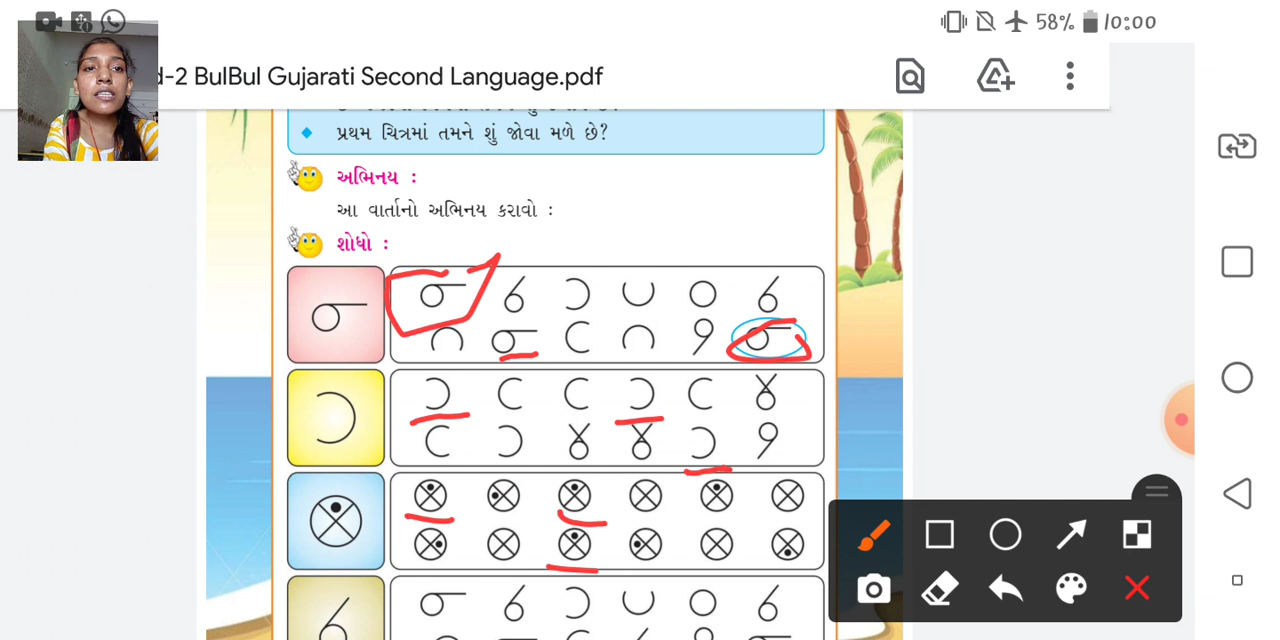 58% 10:00
d-2 BulBul Gujarati Second Language.pdf
પ્રથમ ચિત્રમાં તમને શું જોવા મળે છે?
અભિનય :
આ વાર્તાનો અભિનય કરાવો :
શોધો :